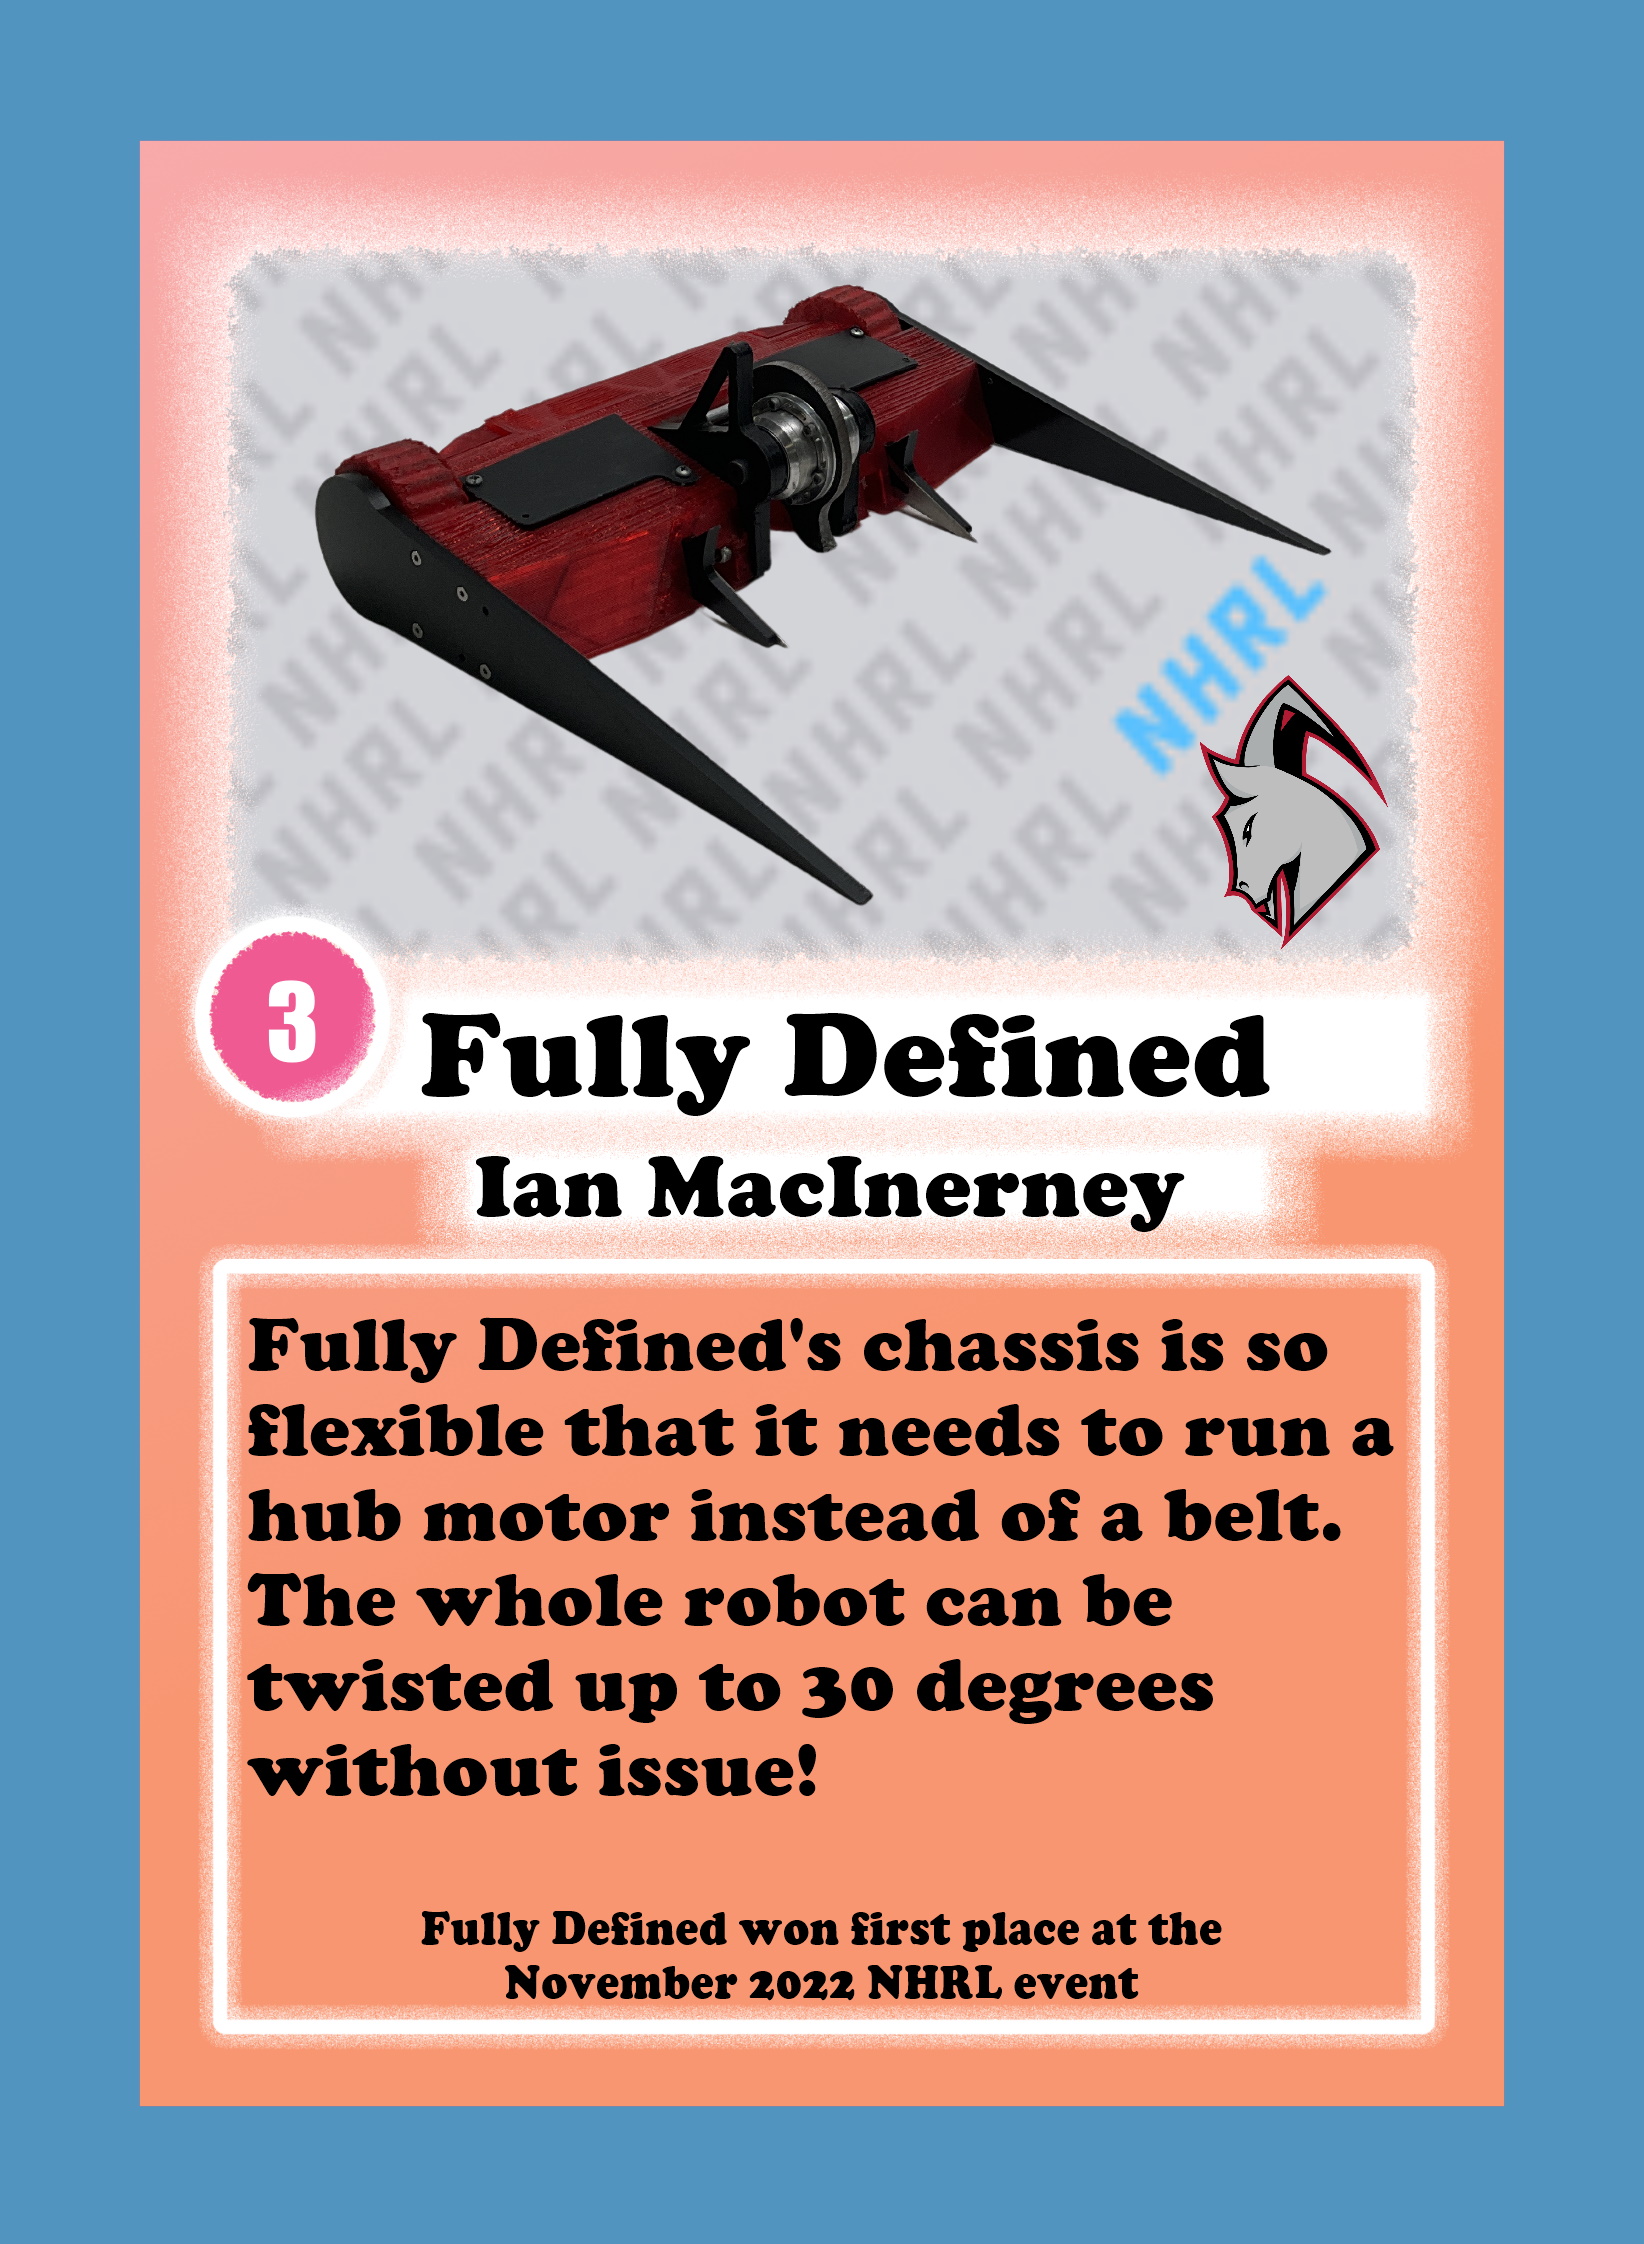 NHRL
3
Fully Defined
Ian MacInerney
Fully Defined's chassis is so
flexible that it needs to run a
hub motor instead of a belt.
The whole robot can be
twisted up to 30 degrees
without issue!
Fully Defined won first place at the
November 2022 NHRL event